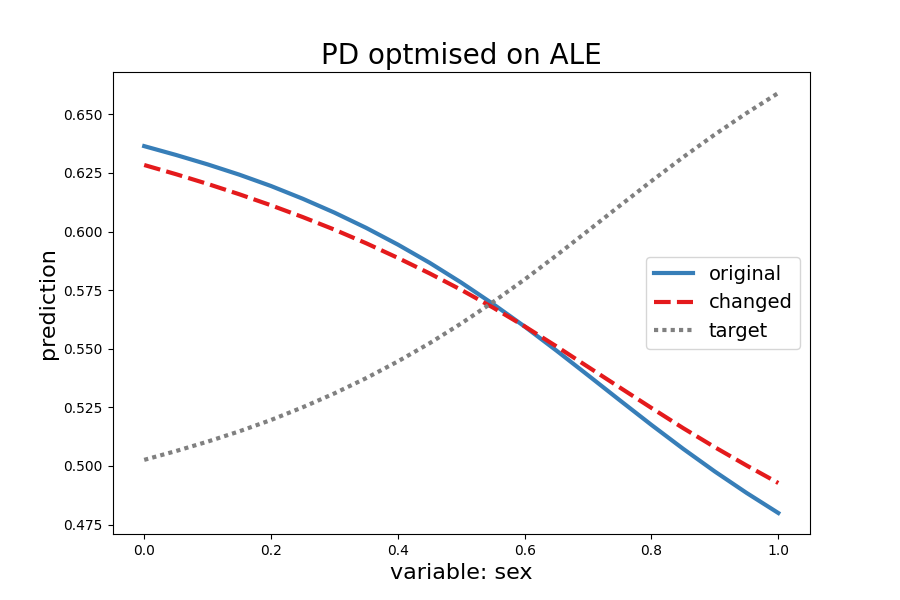 PD optmised on ALE
0.650
0.625
0.600
0.575
0.550
0.525
0.500
0.475
prediction
original
changed
target
0.0 0.2 0.4 0.6 0.8 1.0
variable: sex